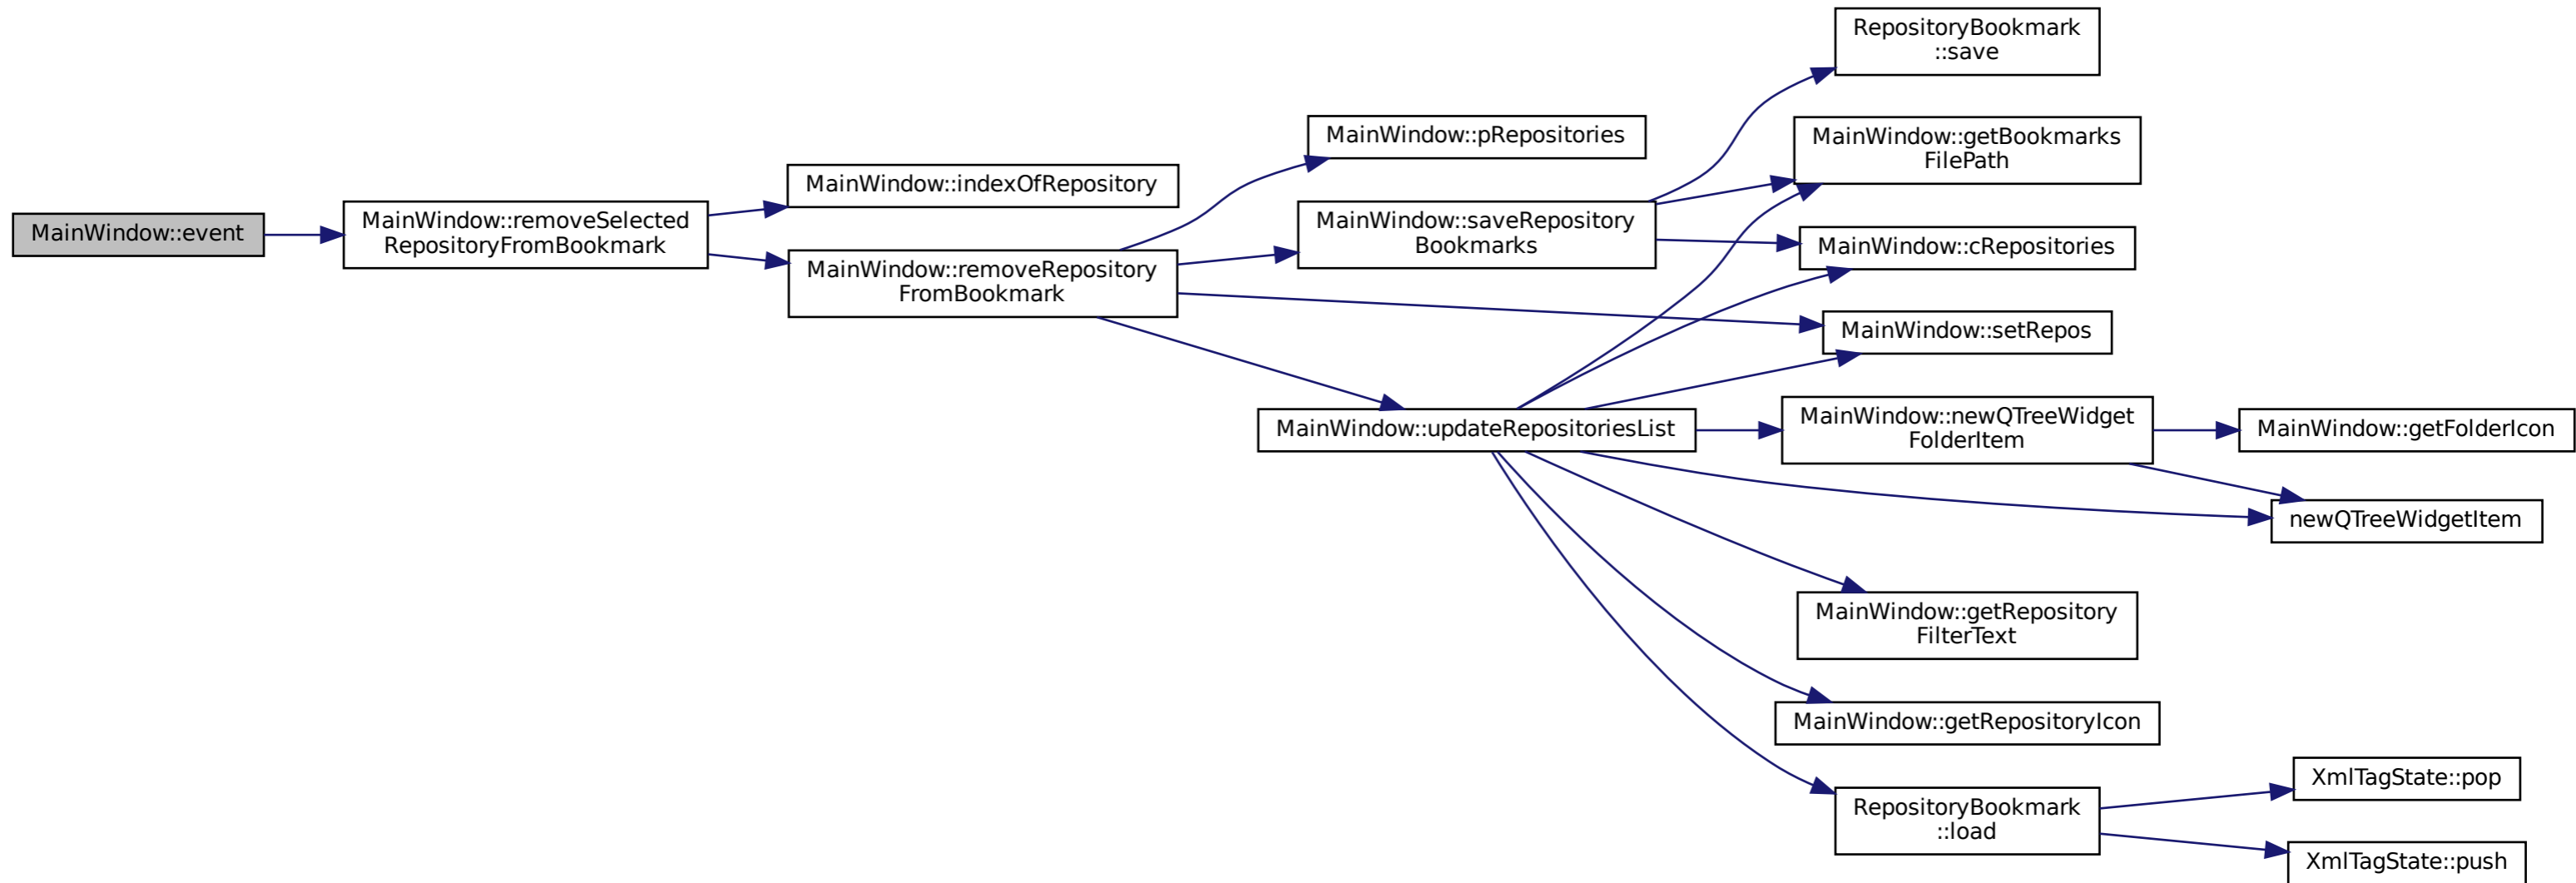 MainWindow::event
MainWindow::removeSelected
RepositoryFromBookmark
MainWindow::indexOfRepository
MainWindow::removeRepository
FromBookmark
MainWindow::pRepositories
MainWindow::saveRepository
Bookmarks
MainWindow::updateRepositoriesList
RepositoryBookmark
::save
MainWindow::getBookmarks
FilePath
MainWindow::cRepositories
MainWindow::setRepos
MainWindow::newQTreeWidget
FolderItem
MainWindow::getRepository
FilterText
MainWindow::getRepositoryIcon
RepositoryBookmark
::load
MainWindow::getFolderIcon
newQTreeWidgetItem
XmlTagState::pop
XmlTagState::push